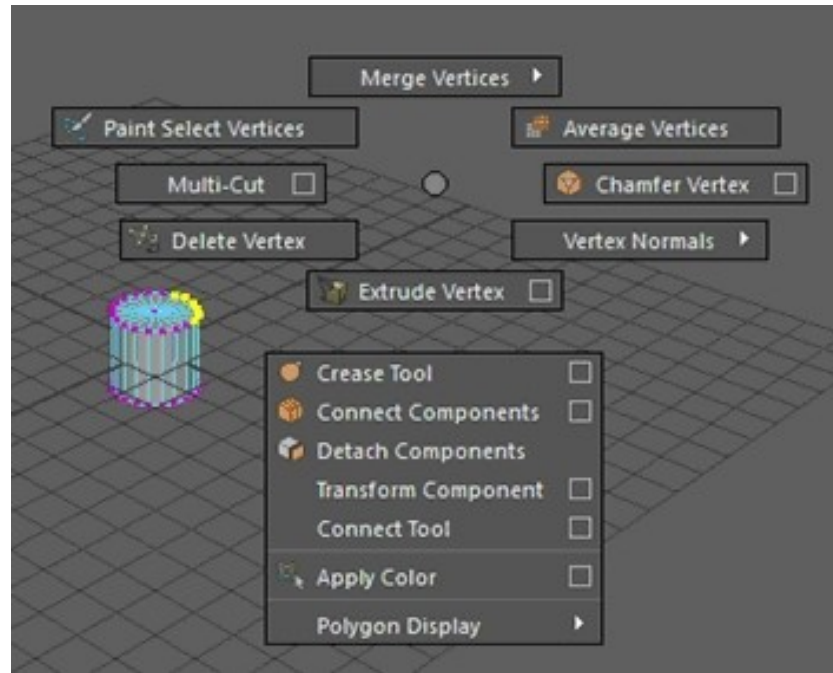 Merge Vertices
Paint Select Vertices
Average Vertices
Multi-Cut
Chamfer Vertex
Delete Vertex
Vertex Normals
Extrude Vertex
Crease Tool
Connect Components
Detach Components
Transform Component
Connect Tool
Apply Color
Polygon Display